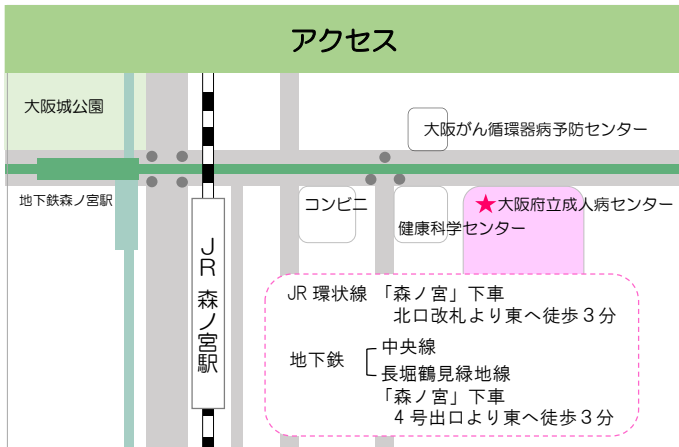 アクセス
大阪城公園
大阪がん循環器病予防センター
地下鉄森ノ宮駅
コンビニ
★大阪府立成人病センター
健康科学センター
JR 森ノ宮駅
JR 環状線 「森ノ宮」下車
北口改札より東へ徒歩３分
地下鉄
中央線
長堀鶴見緑地線
「森ノ宮」下車
４号出口より東へ徒歩３分